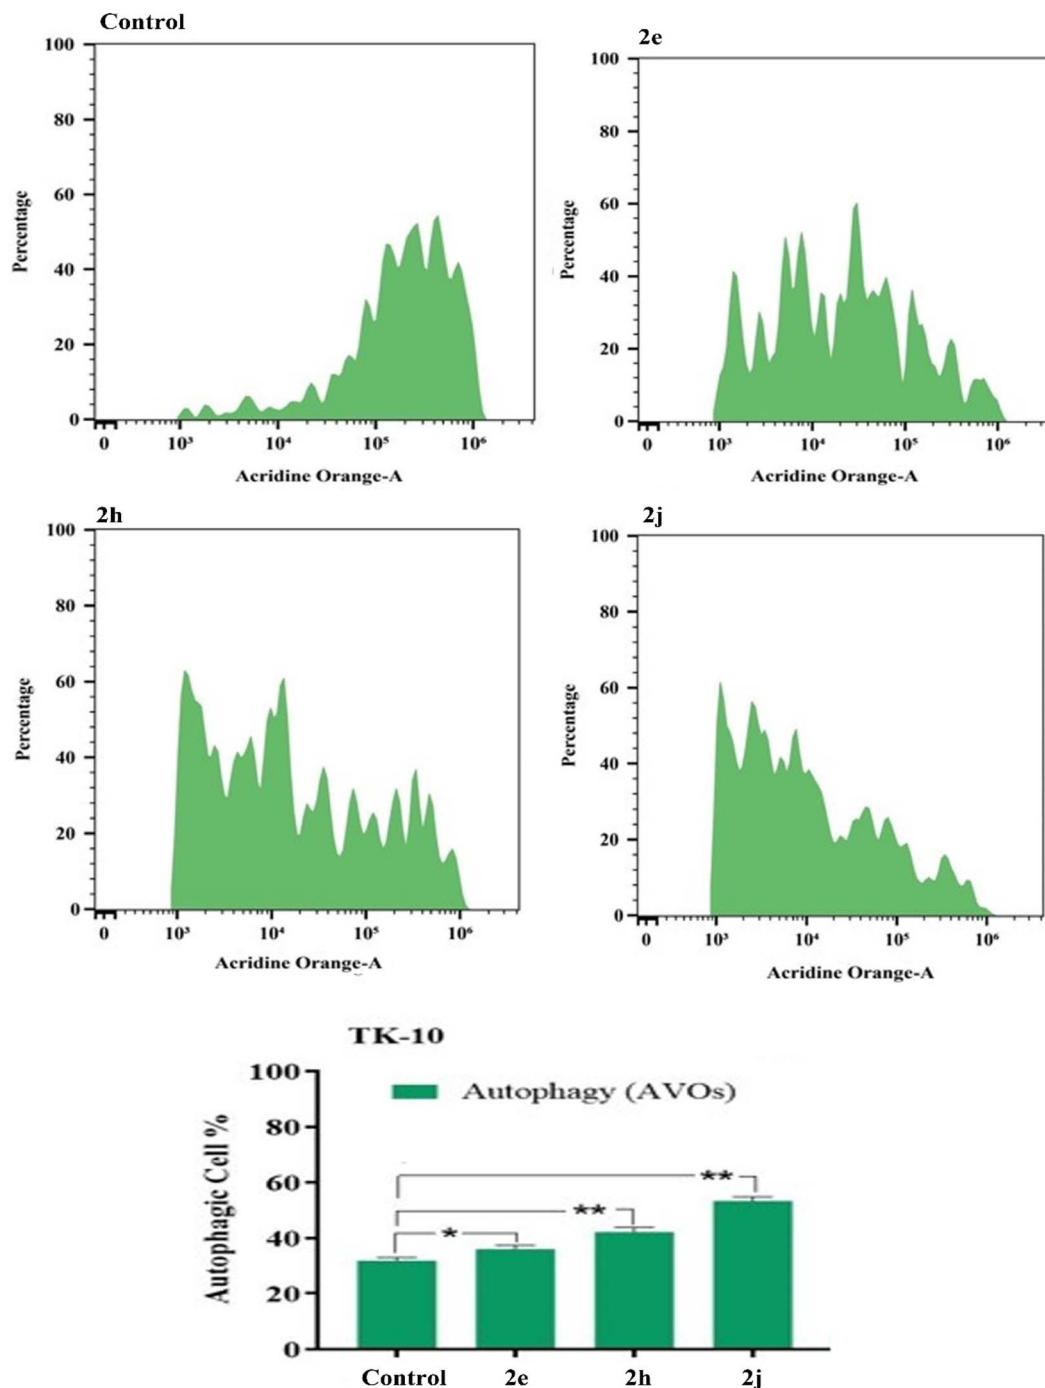 Control
100
80
60
40
20
0
Percentage
0 10³ 10⁴ 10⁵ 10⁶
Acridine Orange-A
2e
100
80
60
40
20
0
Percentage
0 10³ 10⁴ 10⁵ 10⁶
Acridine Orange-A
2h
100
80
60
40
20
0
Percentage
0 10³ 10⁴ 10⁵ 10⁶
Acridine Orange-A
2j
100
80
60
40
20
0
Percentage
0 10³ 10⁴ 10⁵ 10⁶
Acridine Orange-A
TK-10
Autophagy (AVOs)
100
80
60
40
20
0
Autophagic Cell %
**
**
*
Control 2e 2h 2j